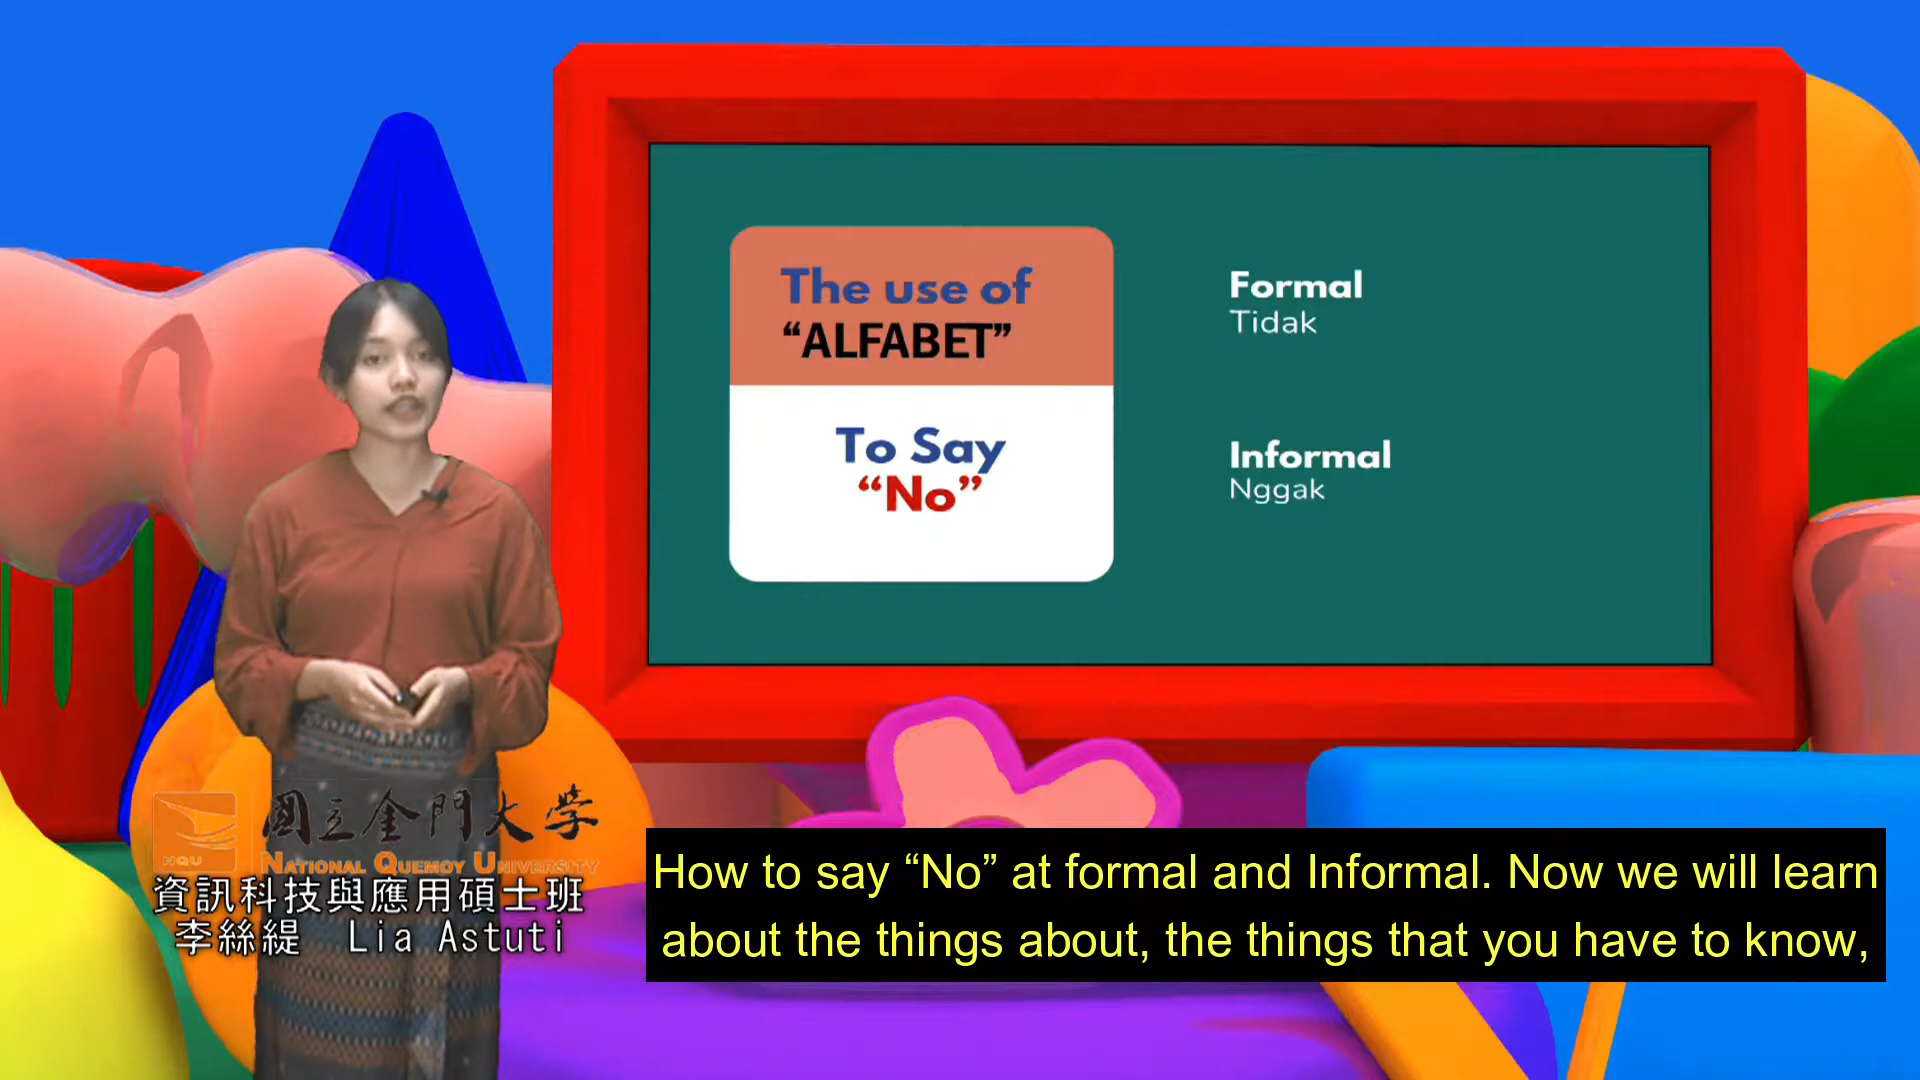 The use of
“ALFABET”
To Say
“No”
Formal
Tidak
Informal
Nggak
國立金門大學
NQU
NATIONAL QUEMOY UNIVERSITY
資訊科技與應用碩士班
李絲緹 Lia Astuti
How to say “No” at formal and Informal. Now we will learn
about the things about, the things that you have to know,